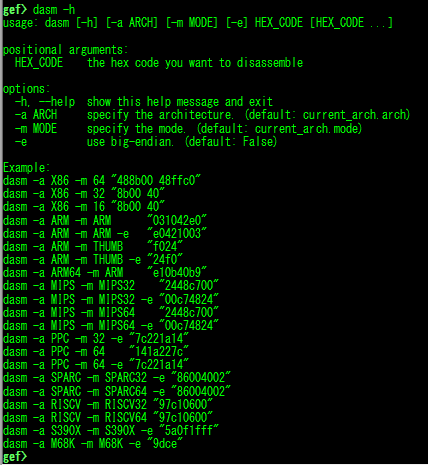 gef> dasm -h
usage: dasm [-h] [-a ARCH] [-m MODE] [-e] HEX_CODE [HEX_CODE ...]

positional arguments:
  HEX_CODE    the hex code you want to disassemble

options:
  -h, --help  show this help message and exit
  -a ARCH     specify the architecture. (default: current_arch.arch)
  -m MODE     specify the mode. (default: current_arch.mode)
  -e          use big-endian. (default: False)

Example:
dasm -a X86 -m 64 "488b00 48ffc0"
dasm -a X86 -m 32 "8b00 40"
dasm -a X86 -m 16 "8b00 40"
dasm -a ARM -m ARM      "031042e0"
dasm -a ARM -m ARM -e   "e0421003"
dasm -a ARM -m THUMB    "f024"
dasm -a ARM -m THUMB -e "24f0"
dasm -a ARM64 -m ARM    "e10b40b9"
dasm -a MIPS -m MIPS32    "2448c700"
dasm -a MIPS -m MIPS32 -e "00c74824"
dasm -a MIPS -m MIPS64    "2448c700"
dasm -a MIPS -m MIPS64 -e "00c74824"
dasm -a PPC -m 32 -e "7c221a14"
dasm -a PPC -m 64    "141a227c"
dasm -a PPC -m 64 -e "7c221a14"
dasm -a SPARC -m SPARC32 -e "86004002"
dasm -a SPARC -m SPARC64 -e "86004002"
dasm -a RISCV -m RISCV32 "97c10600"
dasm -a RISCV -m RISCV64 "97c10600"
dasm -a S390X -m S390X -e "5a0f1fff"
dasm -a M68K -m M68K -e "9dce"
gef>